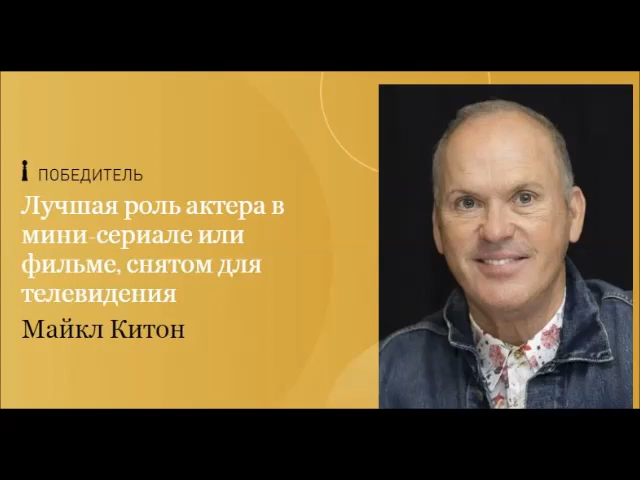 ПОБЕДИТЕЛЬ
Лучшая роль актера в
мини-сериале или
фильме, снятом для
телевидения
Майкл Китон